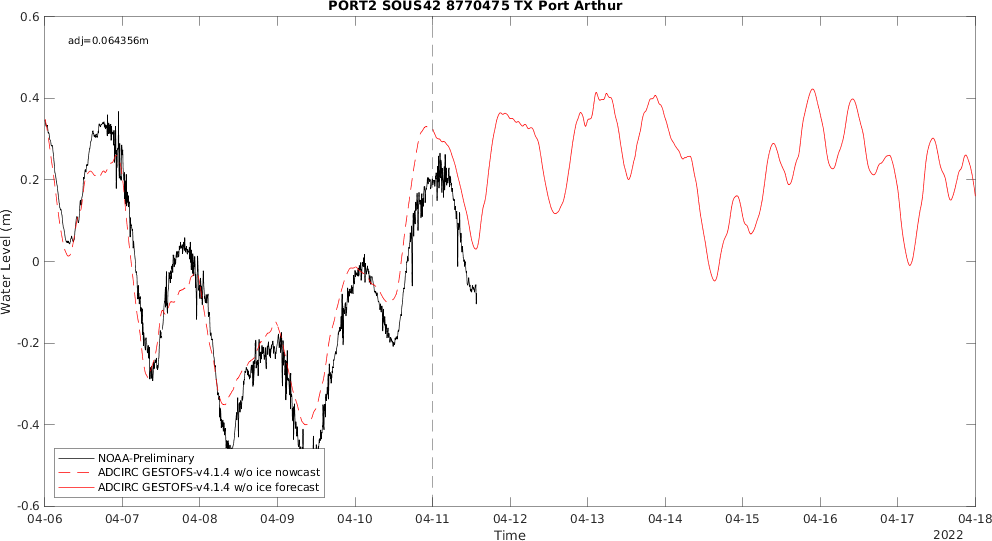 PORT2 SOUS42 8770475 TX Port Arthur
adj=0.064356m
Water Level (m)
0.6
0.4
0.2
0
-0.2
-0.4
-0.6
NOAA-Preliminary
ADCIRC GESTOFS-v4.1.4 w/o ice nowcast
ADCIRC GESTOFS-v4.1.4 w/o ice forecast
04-06 04-07 04-08 04-09 04-10 04-11 04-12 04-13 04-14 04-15 04-16 04-17 04-18
Time
2022